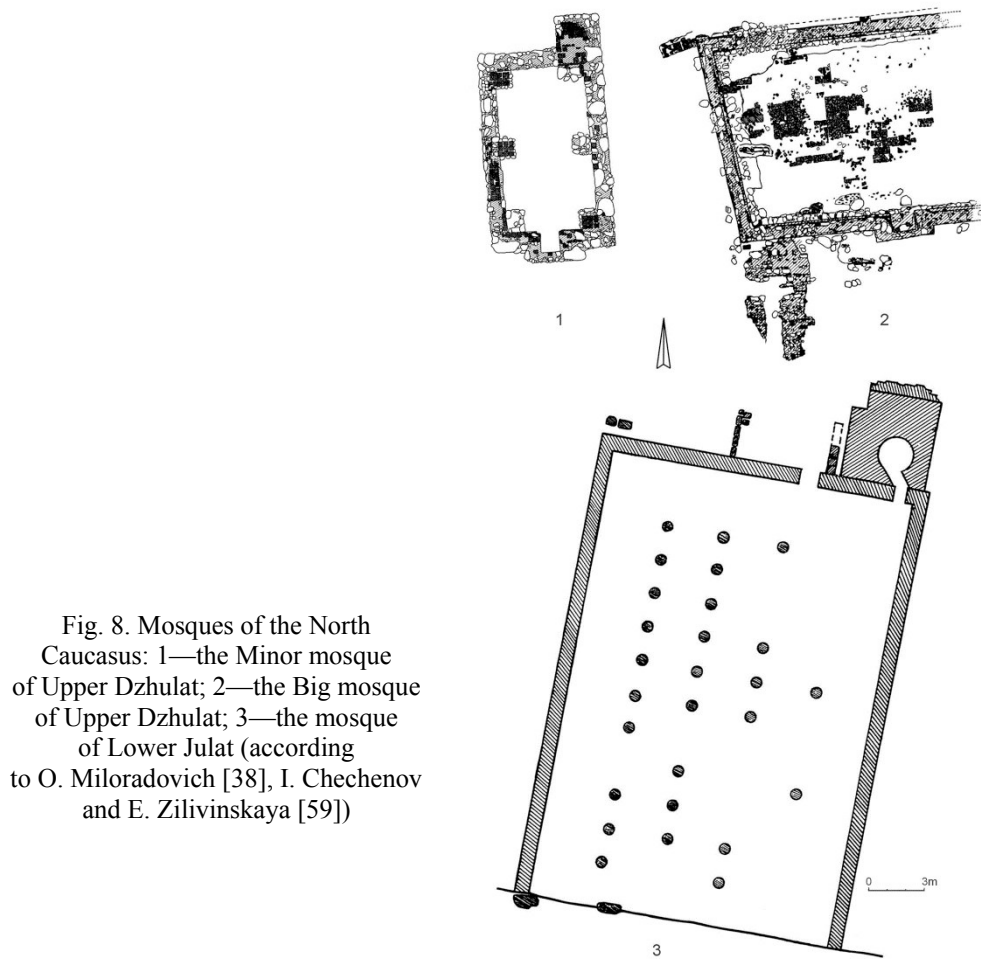 1
2
Fig. 8. Mosques of the North
Caucasus: 1—the Minor mosque
of Upper Dzhulat; 2—the Big mosque
of Upper Dzhulat; 3—the mosque
of Lower Julat (according
to O. Miloradovich [38], I. Chechenov
and E. Zilivinskaya [59])
0 3m
3